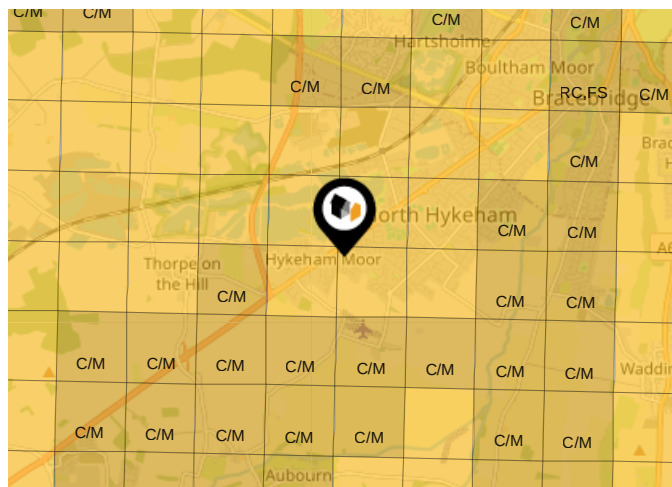 C/M C/M C/M C/M
Hartsholme
Boultham Moor
C/M C/M RC,FS C/M
Bracebridge
C/M
North Hykeham
C/M C/M
Hykeham Moor
Thorpe on
the Hill
C/M C/M C/M
C/M C/M C/M C/M C/M C/M C/M C/M
C/M C/M C/M C/M C/M C/M C/M
Aubourn